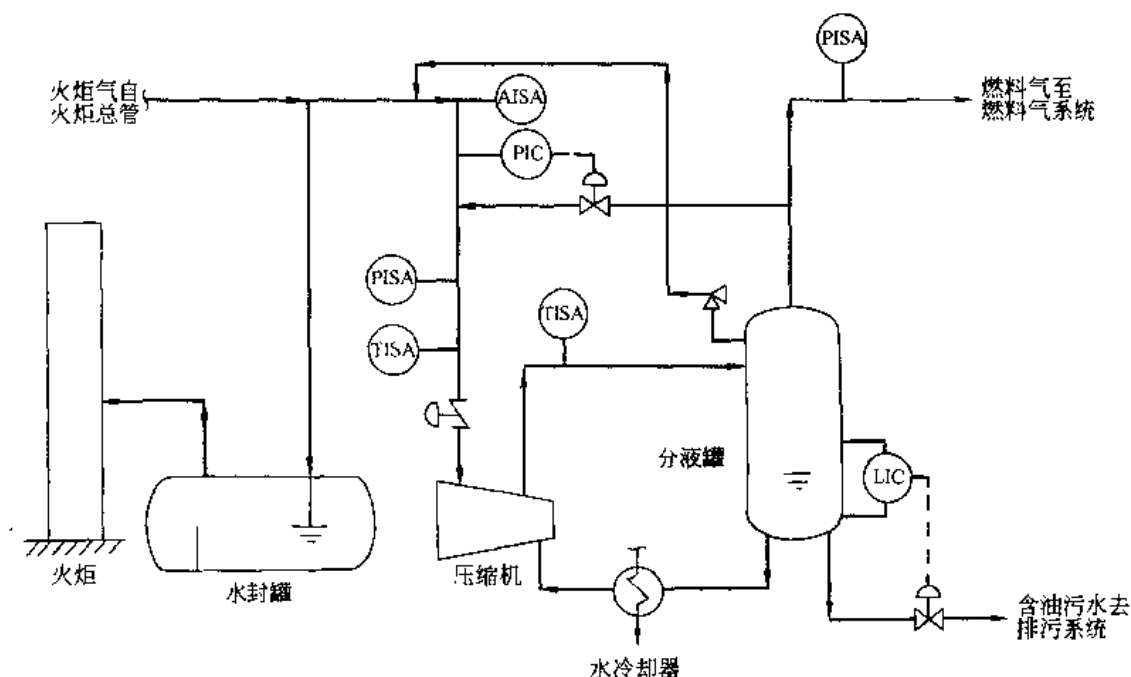 PISA
火炬气自
火炬总管
AISA
燃料气至
燃料气系统
PIC
PISA
TISA
TISA
分液罐
LIC
火炬
水封罐
压缩机
含油污水去
排污系统
水冷却器